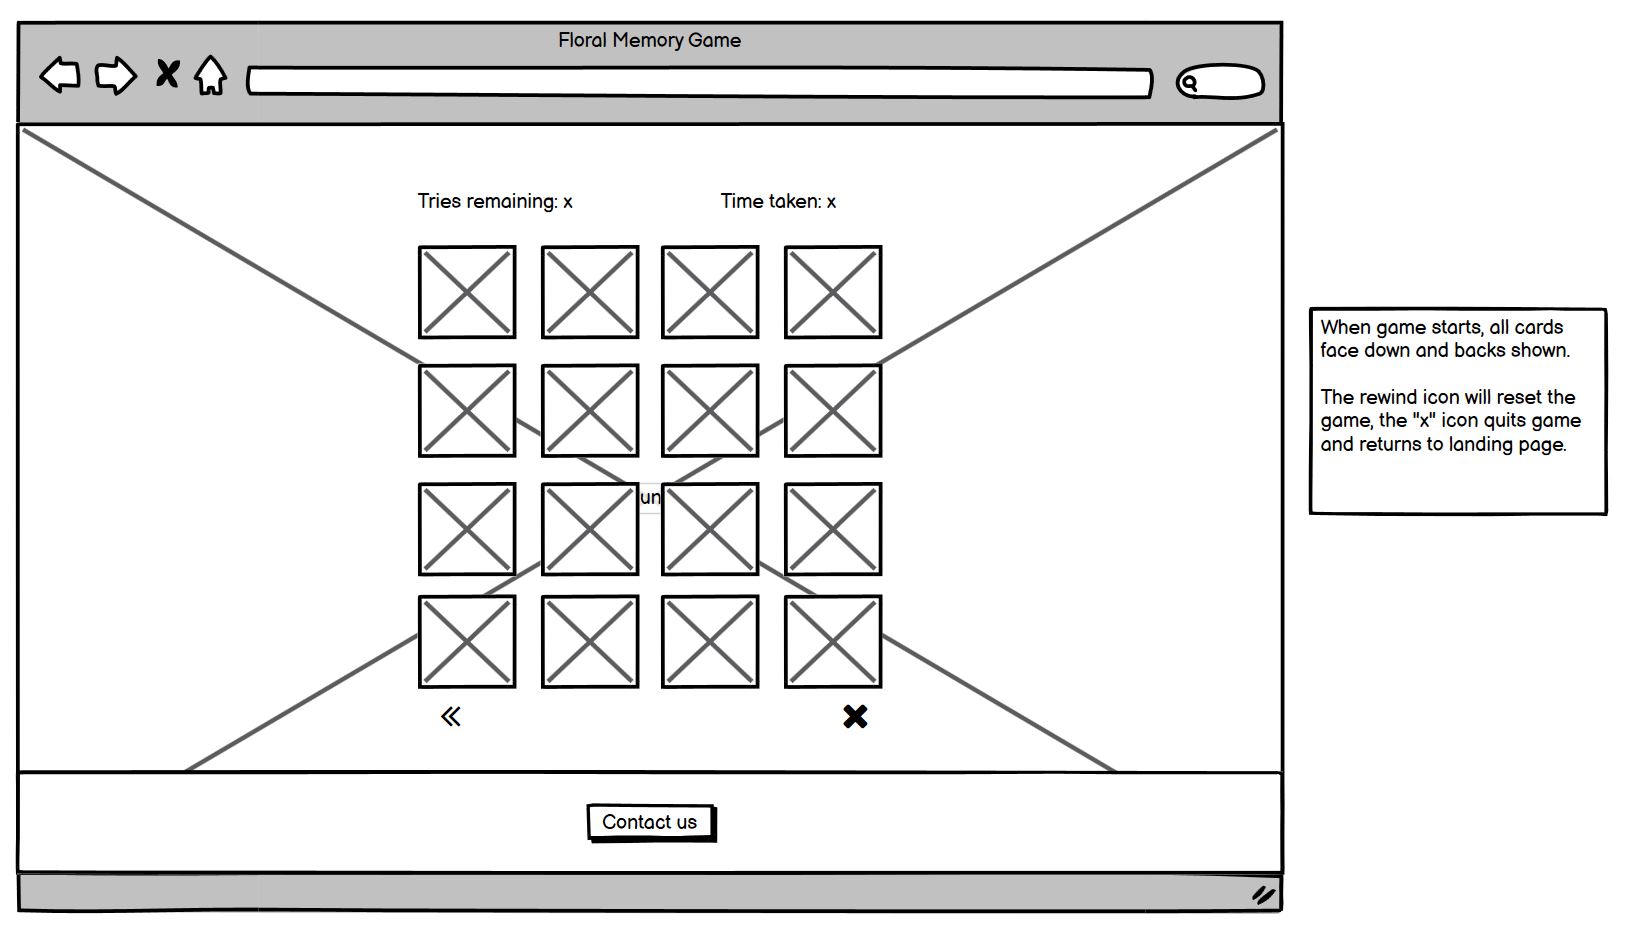 Floral Memory Game
Tries remaining: x
Time taken: x
When game starts, all cards
face down and backs shown.
The rewind icon will reset the
game, the "x" icon quits game
and returns to landing page.
Contact us